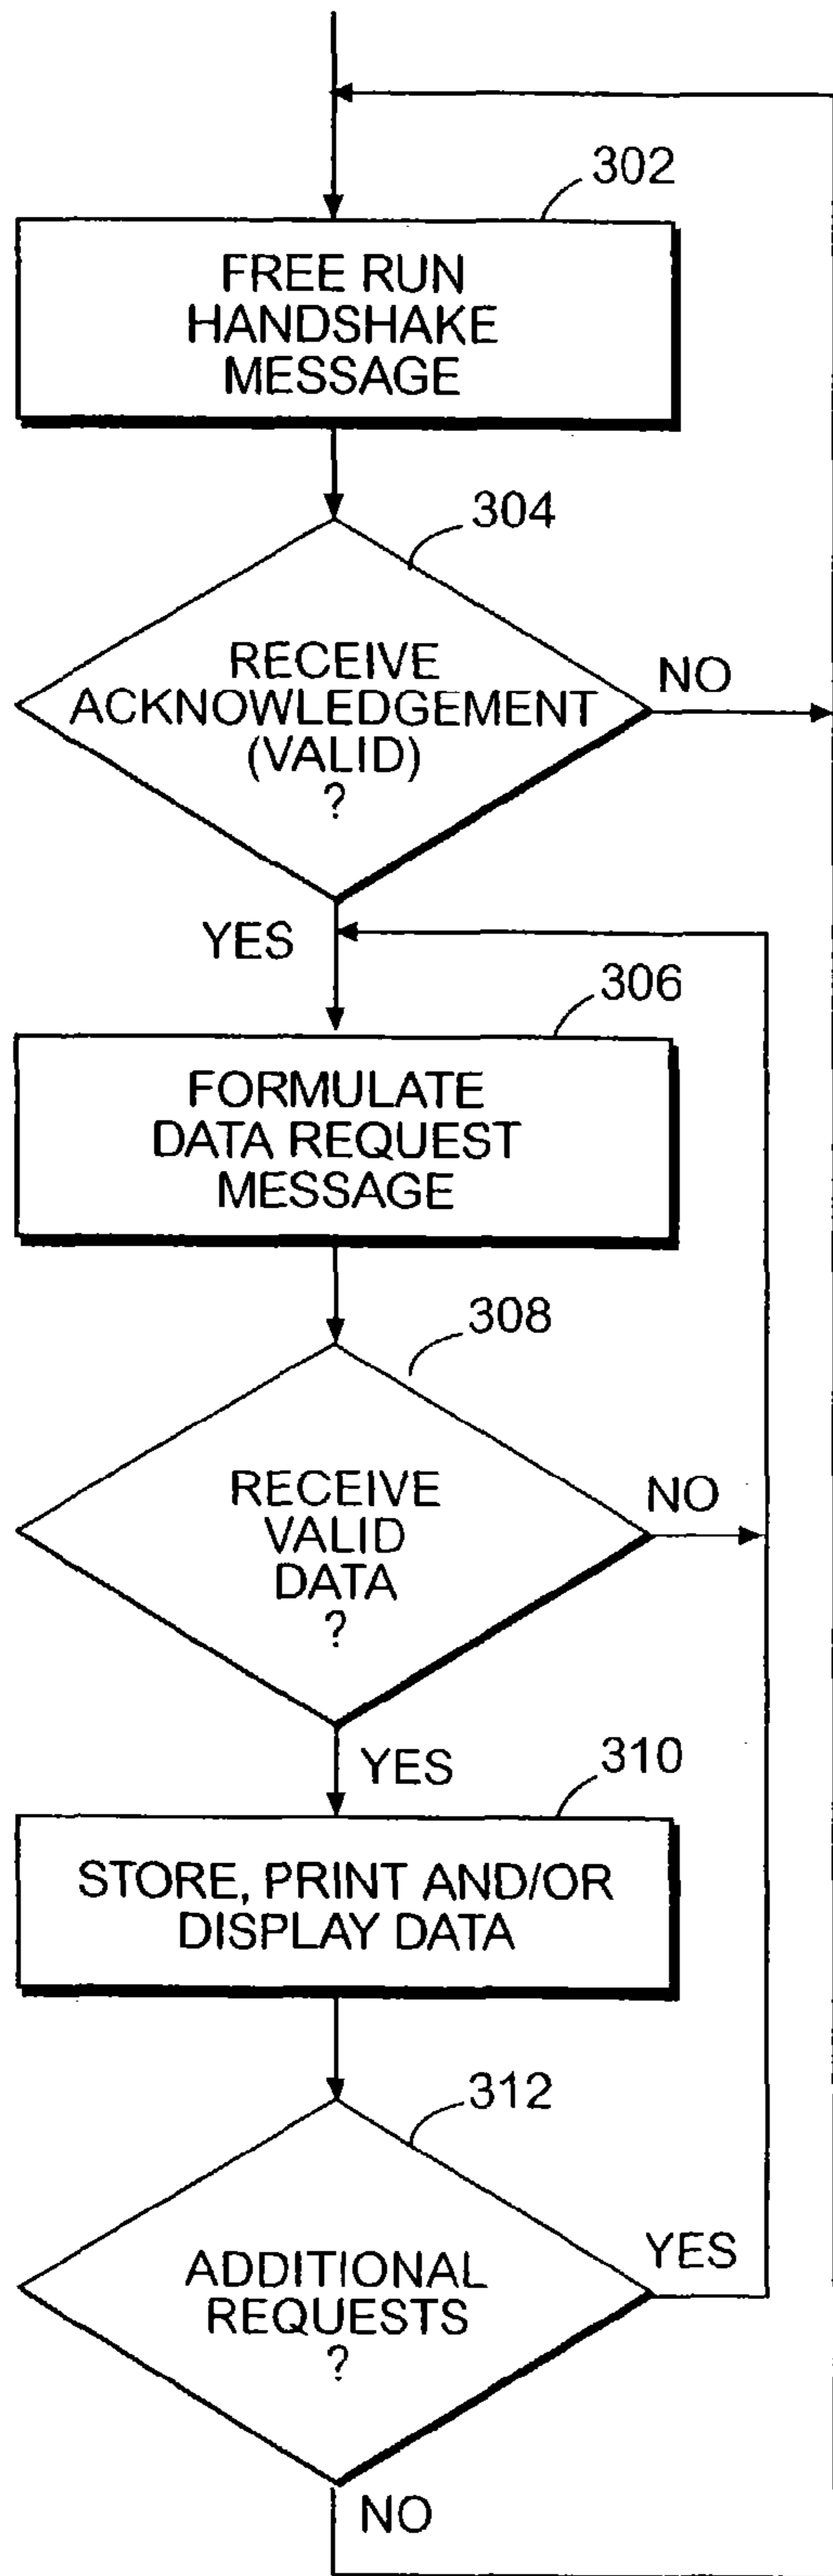 302
FREE RUN
HANDSHAKE
MESSAGE
304
RECEIVE
ACKNOWLEDGEMENT
(VALID)
?
NO
YES
306
FORMULATE
DATA REQUEST
MESSAGE
308
RECEIVE
VALID
DATA
?
NO
YES
310
STORE, PRINT AND/OR
DISPLAY DATA
312
ADDITIONAL
REQUESTS
?
YES
NO